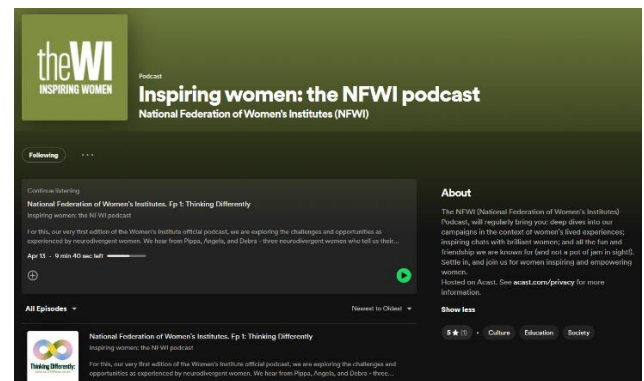 theWI
INSPIRING WOMEN
Podcast
Inspiring women: the NFWI podcast
National Federation of Women's Institutes (NFWI)
Following
Continue listening
National Federation of Women's Institutes. Ep 1: Thinking Differently
Inspiring women: the NFWI podcast
For this, our very first edition of the Women's Institute official podcast, we are exploring the challenges and opportunities as
experienced by neurodivergent women. We hear from Pippa, Angela, and Debra - three neurodivergent women who tell us their...
Apr 13 · 9 min 40 sec left
All Episodes
Newest to Oldest
Thinking Differently:
National Federation of Women's Institutes. Ep 1: Thinking Differently
Inspiring women: the NFWI podcast
For this, our very first edition of the Women's Institute official podcast, we are exploring the challenges and
opportunities as experienced by neurodivergent women. We hear from Pippa, Angela, and Debra - three...
About
The NFWI (National Federation of Women's Institutes)
Podcast, will regularly bring you: deep dives into our
campaigns in the context of women's lived experiences;
inspiring chats with brilliant women; and all the fun and
friendship we are known for (and not a pot of jam in sight!).
Settle in, and join us for women inspiring and empowering
women.
Hosted on Acast. See acast.com/privacy for more
information.
Show less
5 ★ (1) · Culture Education Society